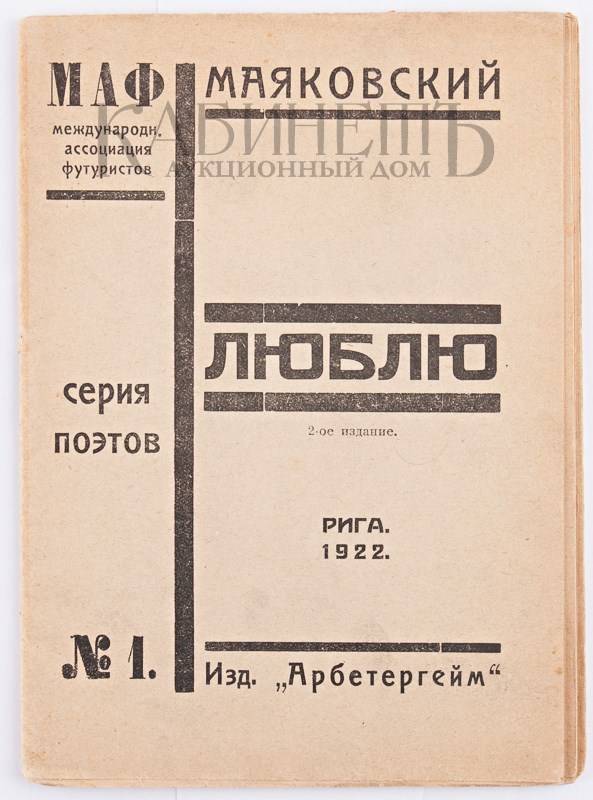 МАФ
международн.
ассоциация
футуристов
МАЯКОВСКИЙ
КАБИНЕТЪ
АУКЦИОННЫЙ ДОМ
ЛЮБЛЮ
2-ое издание.
серия
поэтов
РИГА.
1922.
№ 1.
Изд. „Арбетергейм“